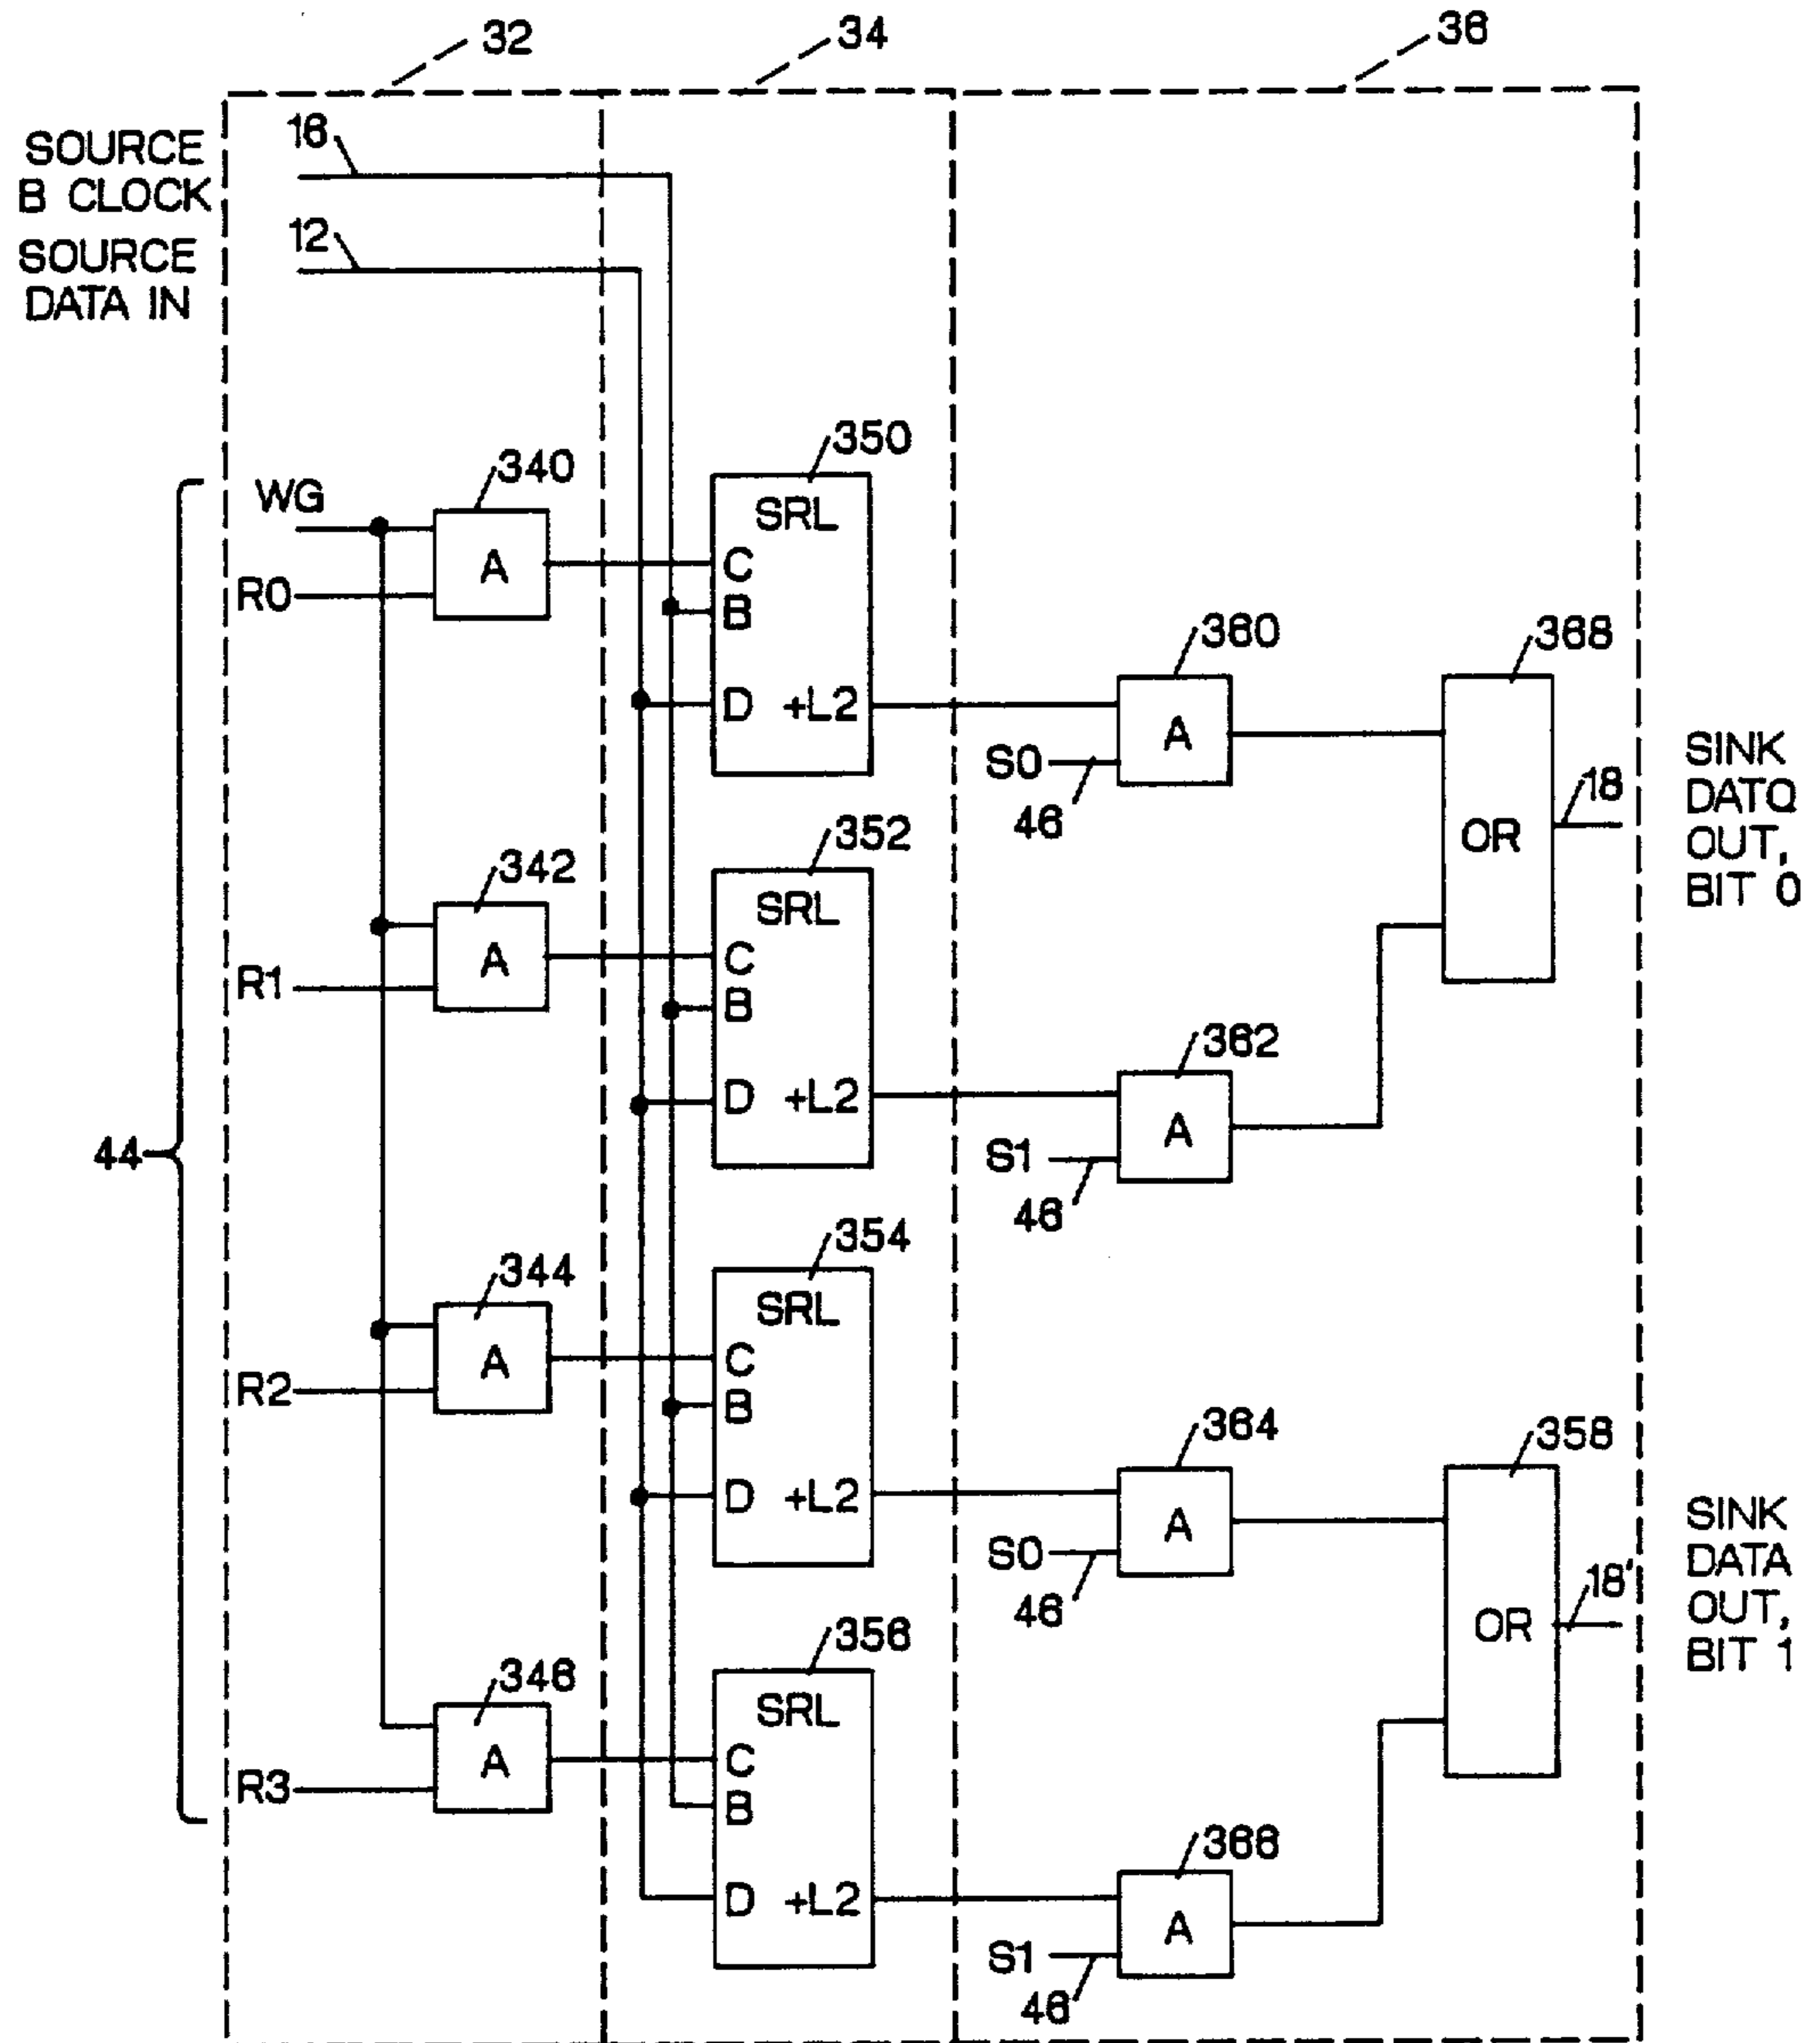 32
34
36
SOURCE
B CLOCK
16
SOURCE
DATA IN
12
44
WG
R0
340
A
350
SRL
C
B
D +L2
360
A
S0
46
368
OR
18
SINK
DATQ
OUT,
BIT 0
R1
342
A
352
SRL
C
B
D +L2
362
A
S1
46
R2
344
A
354
SRL
C
B
D +L2
364
A
S0
46
358
OR
18'
SINK
DATA
OUT,
BIT 1
R3
346
A
356
SRL
C
B
D +L2
366
A
S1
46